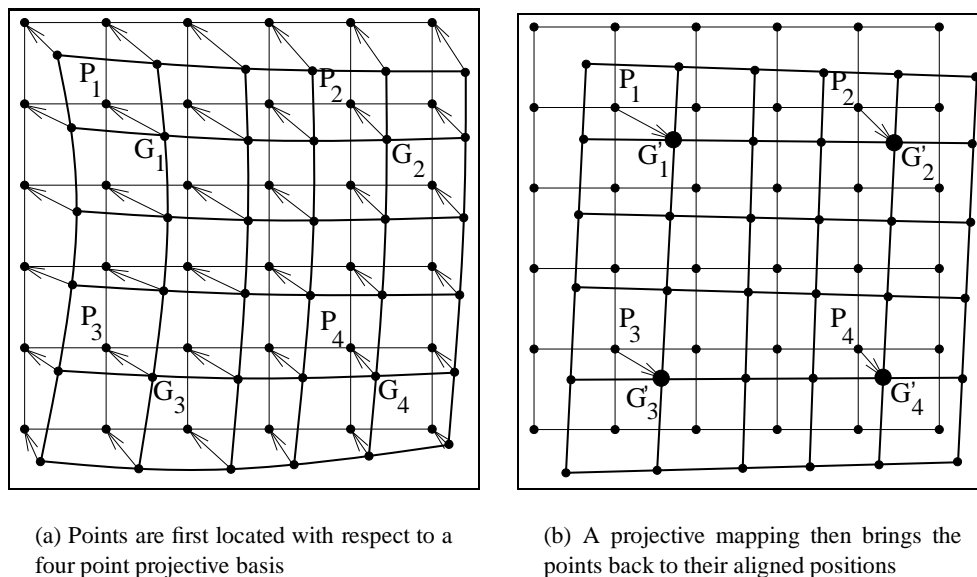 P1
P2
G1
G2
P3
P4
G3
G4
P1
P2
G'1
G'2
P3
P4
G'3
G'4
(a) Points are first located with respect to a
four point projective basis
(b) A projective mapping then brings the
points back to their aligned positions